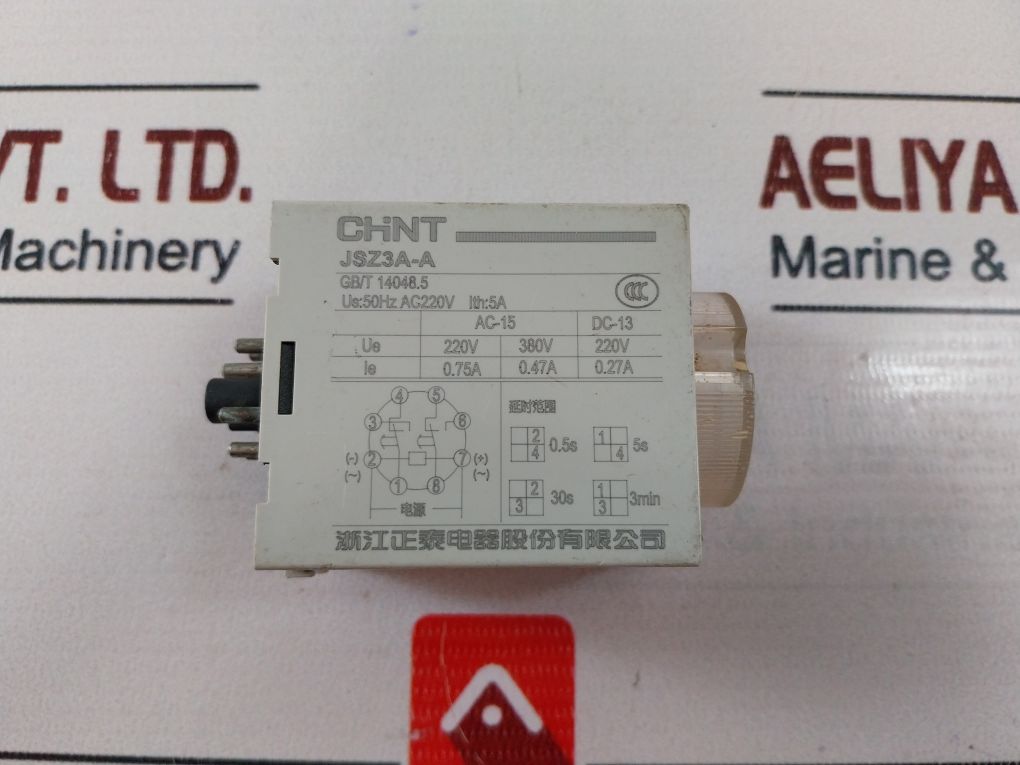 VT. LTD.
Machinery
AELIYA
Marine &
CHNT
JSZ3A-A
GB/T 14048.5
Us:50Hz AC220V Ith:5A
CCC
AC-15 DC-13
Ue 220V 380V 220V
Ie 0.75A 0.47A 0.27A
4 5
3 6
(-) 2 7 (+)
(~) (~)
1 8
电源
延时范围
2 4 0.5s
1 4 5s
2 3 30s
1 3 3min
浙江正泰电器股份有限公司